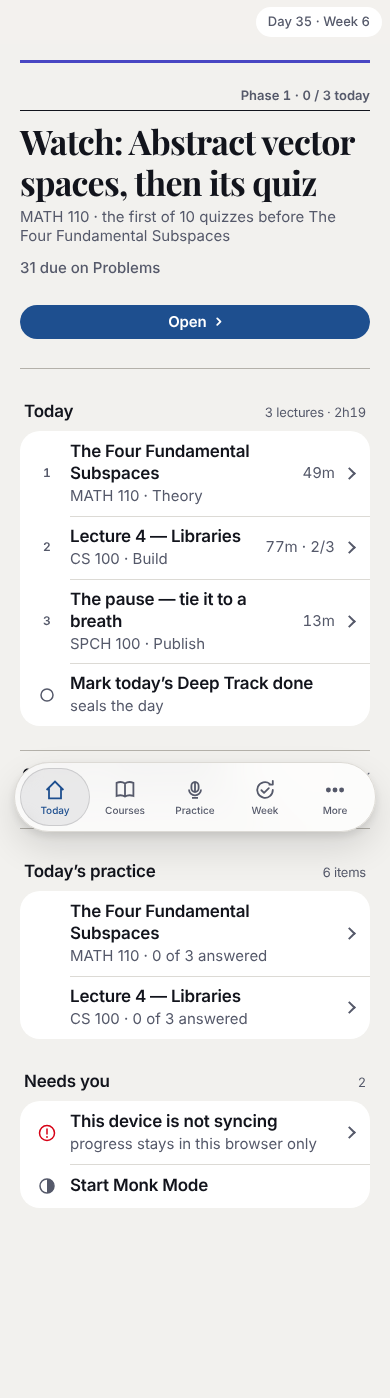 Day 35 · Week 6
Phase 1 · 0 / 3 today
Watch: Abstract vector
spaces, then its quiz
MATH 110 · the first of 10 quizzes before The
Four Fundamental Subspaces
31 due on Problems
Open
Today
3 lectures · 2h19
1
The Four Fundamental
Subspaces
MATH 110 · Theory
49m
2
Lecture 4 — Libraries
CS 100 · Build
77m · 2/3
3
The pause — tie it to a
breath
SPCH 100 · Publish
13m
Mark today’s Deep Track done
seals the day
Today
Courses
Practice
Week
More
Today’s practice
6 items
The Four Fundamental
Subspaces
MATH 110 · 0 of 3 answered
Lecture 4 — Libraries
CS 100 · 0 of 3 answered
Needs you
2
This device is not syncing
progress stays in this browser only
Start Monk Mode